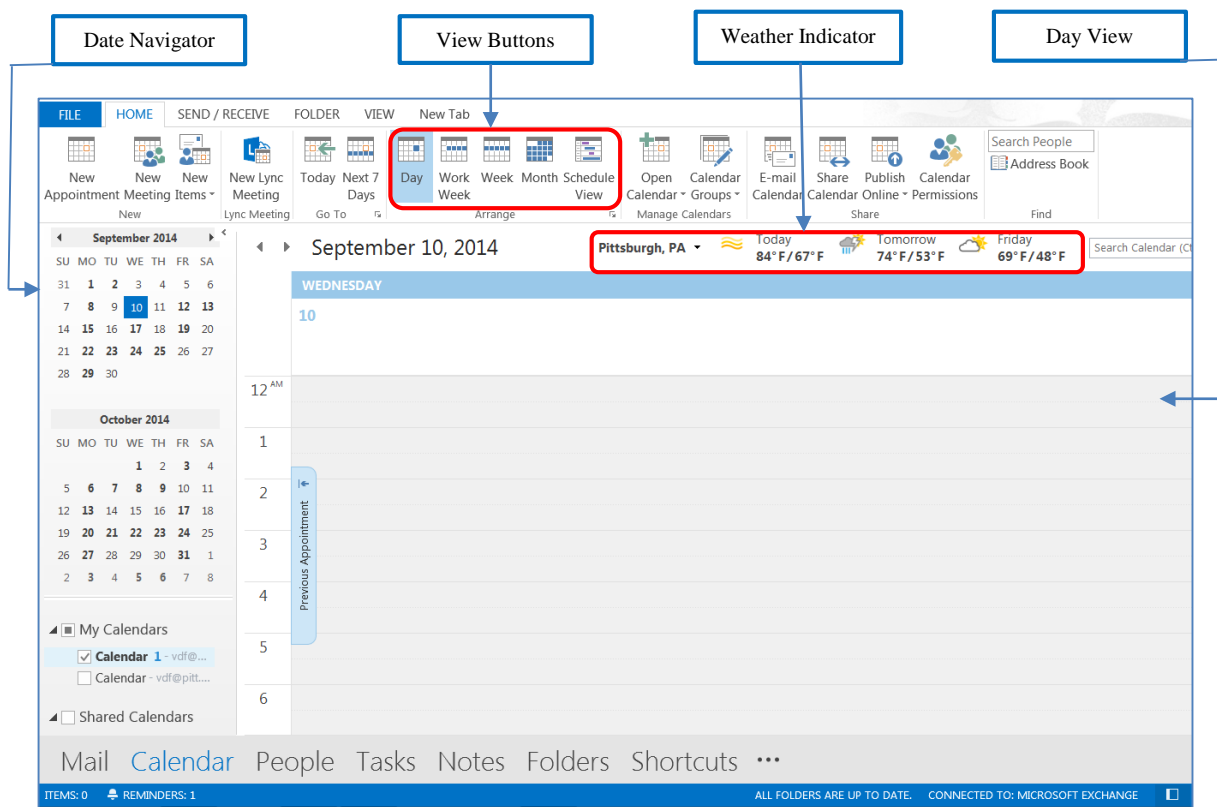 Date Navigator
View Buttons
Weather Indicator
Day View
FILE HOME SEND / RECEIVE FOLDER VIEW New Tab
New Appointment
New Meeting
New Items
New
New Lync Meeting
Lync Meeting
Today
Next 7 Days
Go To
Day
Work Week
Week
Month
Schedule View
Arrange
Open Calendar
Calendar Groups
Manage Calendars
E-mail Calendar
Share Calendar
Publish Online
Calendar Permissions
Share
Search People
Address Book
Find
September 2014
SU MO TU WE TH FR SA
31 1 2 3 4 5 6
7 8 9 10 11 12 13
14 15 16 17 18 19 20
21 22 23 24 25 26 27
28 29 30
October 2014
SU MO TU WE TH FR SA
1 2 3 4
5 6 7 8 9 10 11
12 13 14 15 16 17 18
19 20 21 22 23 24 25
26 27 28 29 30 31 1
2 3 4 5 6 7 8
My Calendars
Calendar 1 - vdf@...
Calendar - vdf@pitt....
Shared Calendars
September 10, 2014
Pittsburgh, PA
Today
84°F/67°F
Tomorrow
74°F/53°F
Friday
69°F/48°F
Search Calendar (Ct
WEDNESDAY
10
12 AM
1
2
3
4
5
6
Previous Appointment
Mail Calendar People Tasks Notes Folders Shortcuts •••
ITEMS: 0 REMINDERS: 1 ALL FOLDERS ARE UP TO DATE. CONNECTED TO: MICROSOFT EXCHANGE